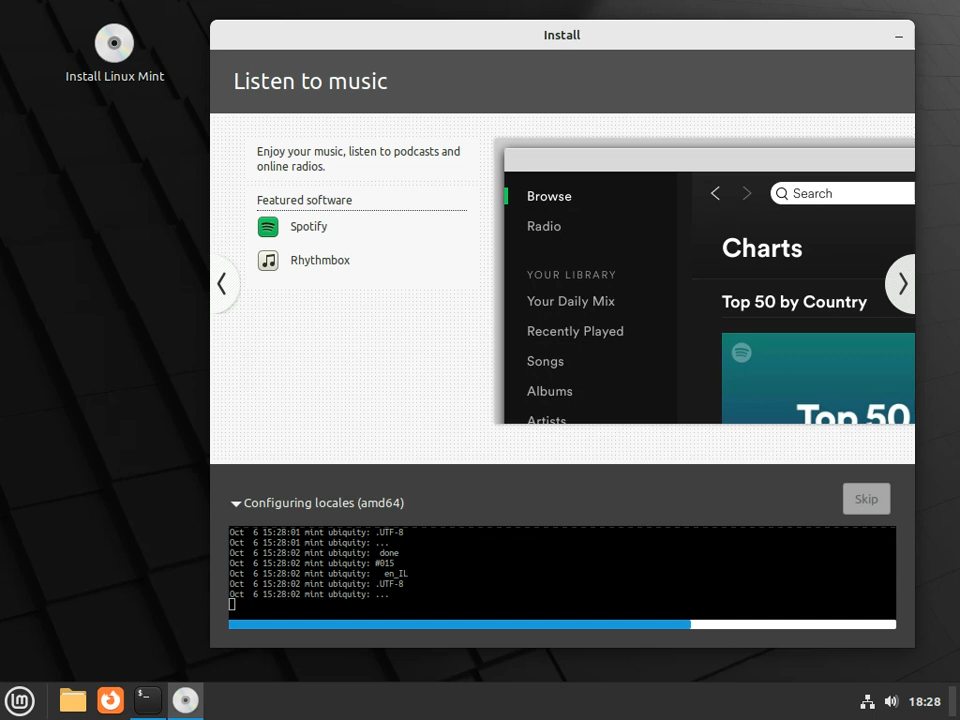 Install Linux Mint
Install
Listen to music
Enjoy your music, listen to podcasts and
online radios.
Featured software
Spotify
Rhythmbox
Browse
Radio
YOUR LIBRARY
Your Daily Mix
Recently Played
Songs
Albums
Artists
Search
Charts
Top 50 by Country
Top 50
Configuring locales (amd64)
Skip
Oct  6 15:28:01 mint ubiquity: .UTF-8
Oct  6 15:28:01 mint ubiquity: ...
Oct  6 15:28:02 mint ubiquity:  done
Oct  6 15:28:02 mint ubiquity: #015
Oct  6 15:28:02 mint ubiquity:   en_IL
Oct  6 15:28:02 mint ubiquity: .UTF-8
Oct  6 15:28:02 mint ubiquity: ...
$_
18:28